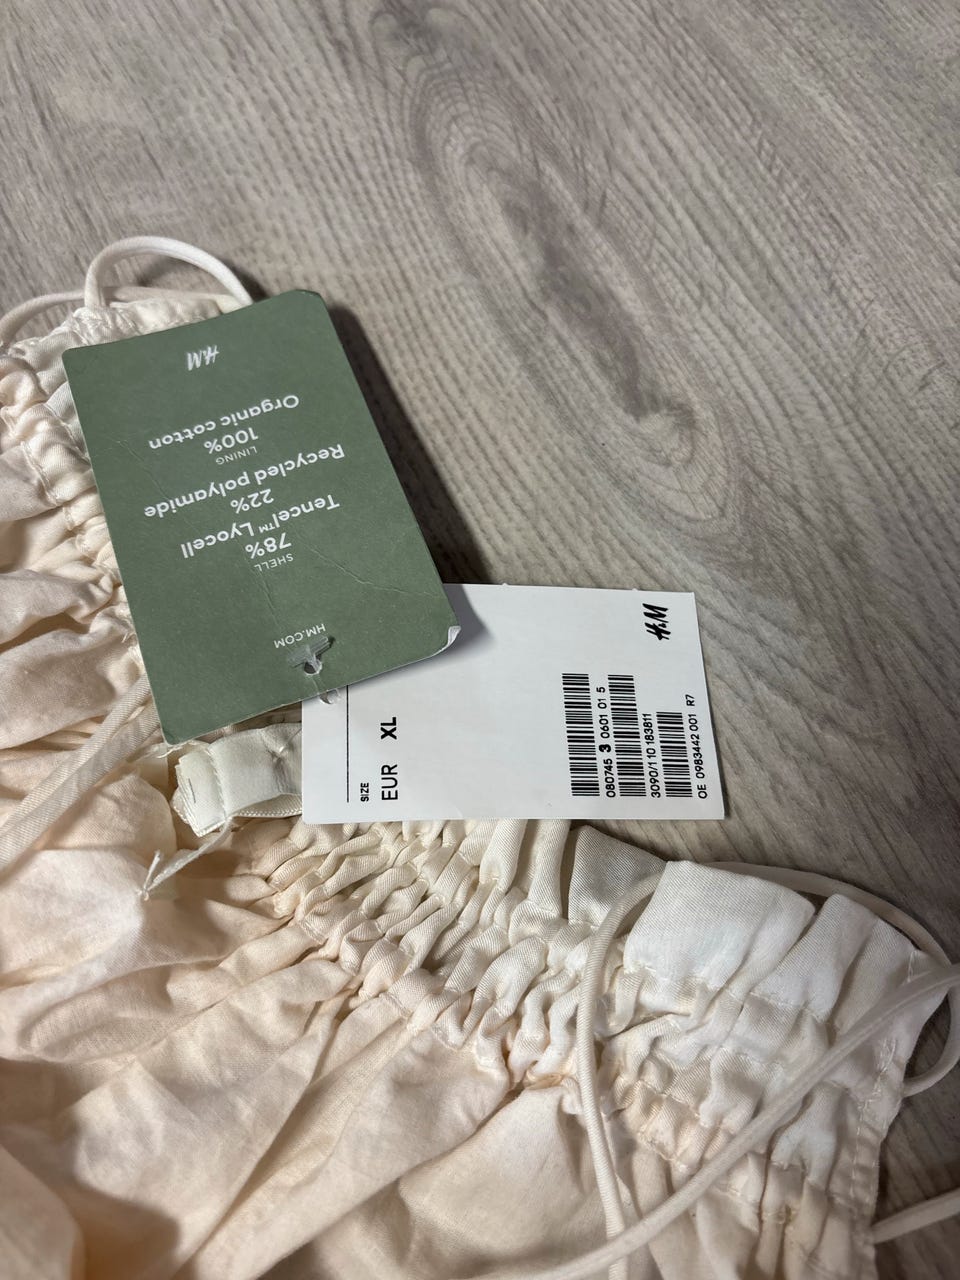 H&M
Organic cotton
100%
LINING
Recycled polyamide
22%
Tencel™ Lyocell
78%
SHELL
HM.COM
H&M
SIZE
EUR XL
080745 3 0601 01 5
3090/110 183811
OE 0983442 001 R7